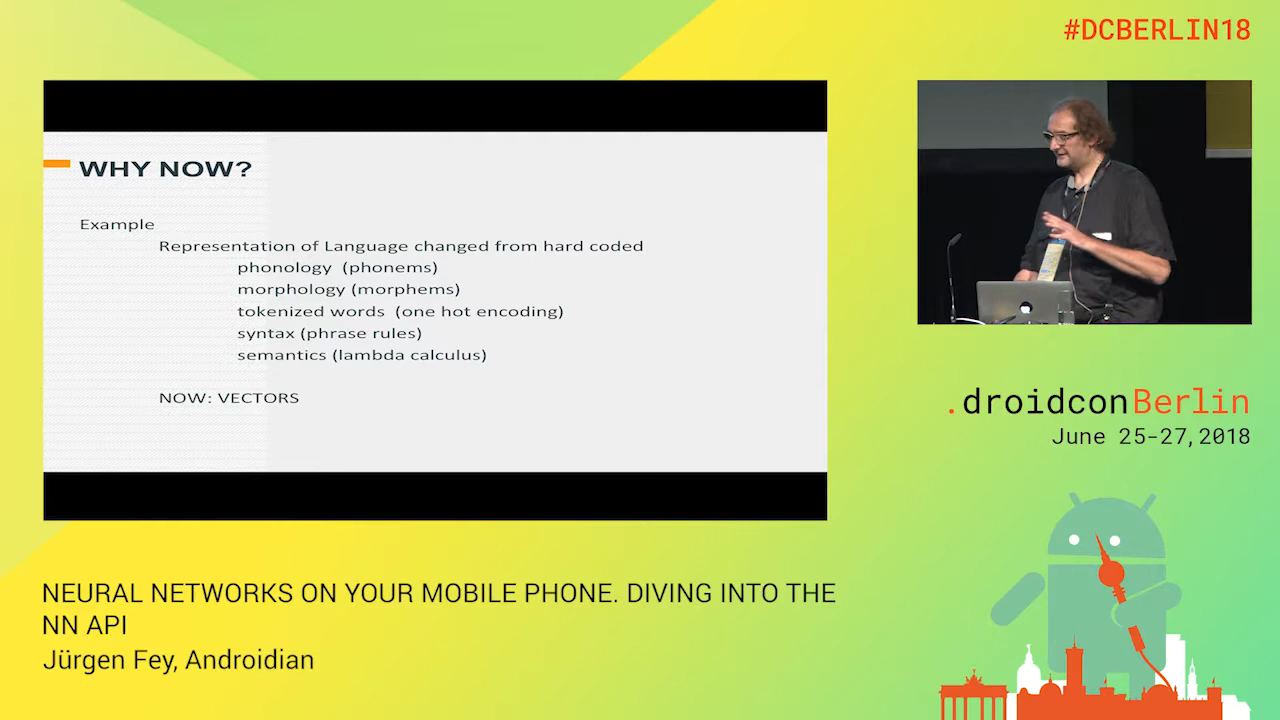 #DCBERLIN18
WHY NOW?
Example
Representation of Language changed from hard coded
phonology (phonems)
morphology (morphems)
tokenized words (one hot encoding)
syntax (phrase rules)
semantics (lambda calculus)
NOW: VECTORS
.droidconBerlin
June 25-27,2018
NEURAL NETWORKS ON YOUR MOBILE PHONE. DIVING INTO THE
NN API
Jürgen Fey, Androidian